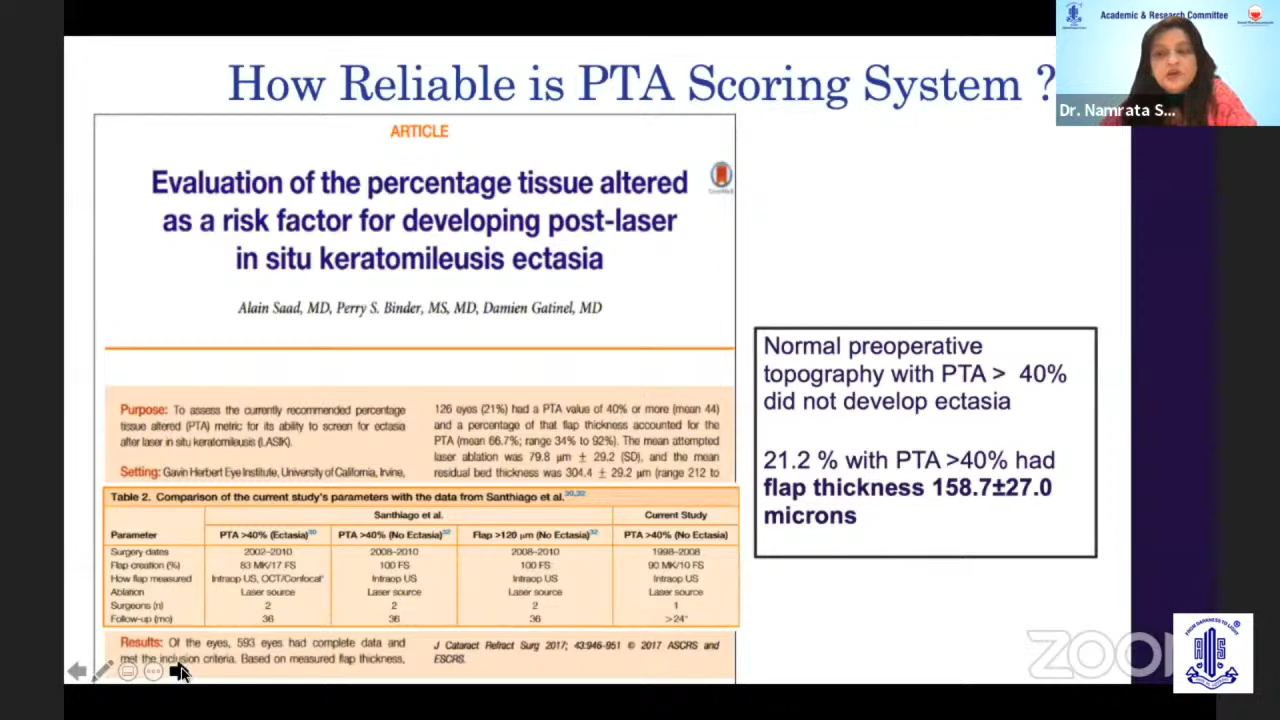 Academic & Research Committee
Dr. Namrata S...
How Reliable is PTA Scoring System ?
ARTICLE
Evaluation of the percentage tissue altered
as a risk factor for developing post-laser
in situ keratomileusis ectasia
Alain Saad, MD, Perry S. Binder, MS, MD, Damien Gatinel, MD
Purpose: To assess the currently recommended percentage
tissue altered (PTA) metric for its ability to screen for ectasia
after laser in situ keratomileusis (LASIK).
Setting: Gavin Herbert Eye Institute, University of California, Irvine,
126 eyes (21%) had a PTA value of 40% or more (mean 44)
and a percentage of that flap thickness accounted for the
PTA (mean 66.7%; range 34% to 92%). The mean attempted
laser ablation was 79.8 μm ± 29.2 (SD), and the mean
residual bed thickness was 304.4 ± 29.2 μm (range 212 to
Table 2. Comparison of the current study's parameters with the data from Santhiago et al.30,32
Santhiago et al. Current Study
Parameter PTA >40% (Ectasia)30 PTA >40% (No Ectasia)32 Flap >120 μm (No Ectasia)32 PTA >40% (No Ectasia)
Surgery dates 2002–2010 2008–2010 2008–2010 1998–2008
Flap creation (%) 83 MK/17 FS 100 FS 100 FS 90 MK/10 FS
How flap measured Intraop US, OCT/Confocal Intraop US Intraop US Intraop US
Ablation Laser source Laser source Laser source Laser source
Surgeons (n) 2 2 2 1
Follow-up (mo) 36 36 36 >24*
Results: Of the eyes, 593 eyes had complete data and
met the inclusion criteria. Based on measured flap thickness,
J Cataract Refract Surg 2017; 43:946–951 © 2017 ASCRS and
ESCRS.
Normal preoperative
topography with PTA > 40%
did not develop ectasia
21.2 % with PTA >40% had
flap thickness 158.7±27.0
microns
ZOOM